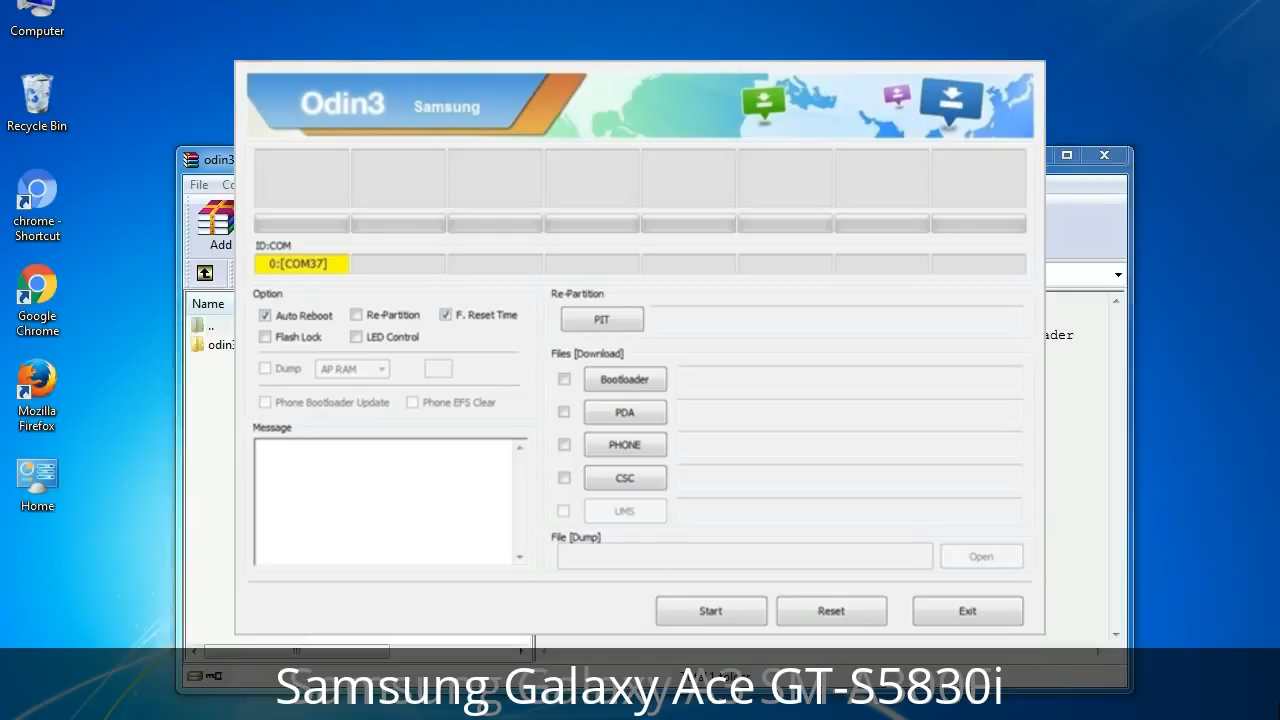 Computer
Recycle Bin
chrome - Shortcut
Google Chrome
Mozilla Firefox
Home
odin3
File
Add
Name
..
odin3
Odin3 Samsung
ID:COM
0:[COM37]
Option
Auto Reboot Re-Partition F. Reset Time
Flash Lock LED Control
Dump AP RAM
Phone Bootloader Update Phone EFS Clear
Message
Re-Partition
PIT
Files [Download]
Bootloader
PDA
PHONE
CSC
UMS
File [Dump]
Open
Start Reset Exit
ader
Samsung Galaxy Ace GT-S5830i